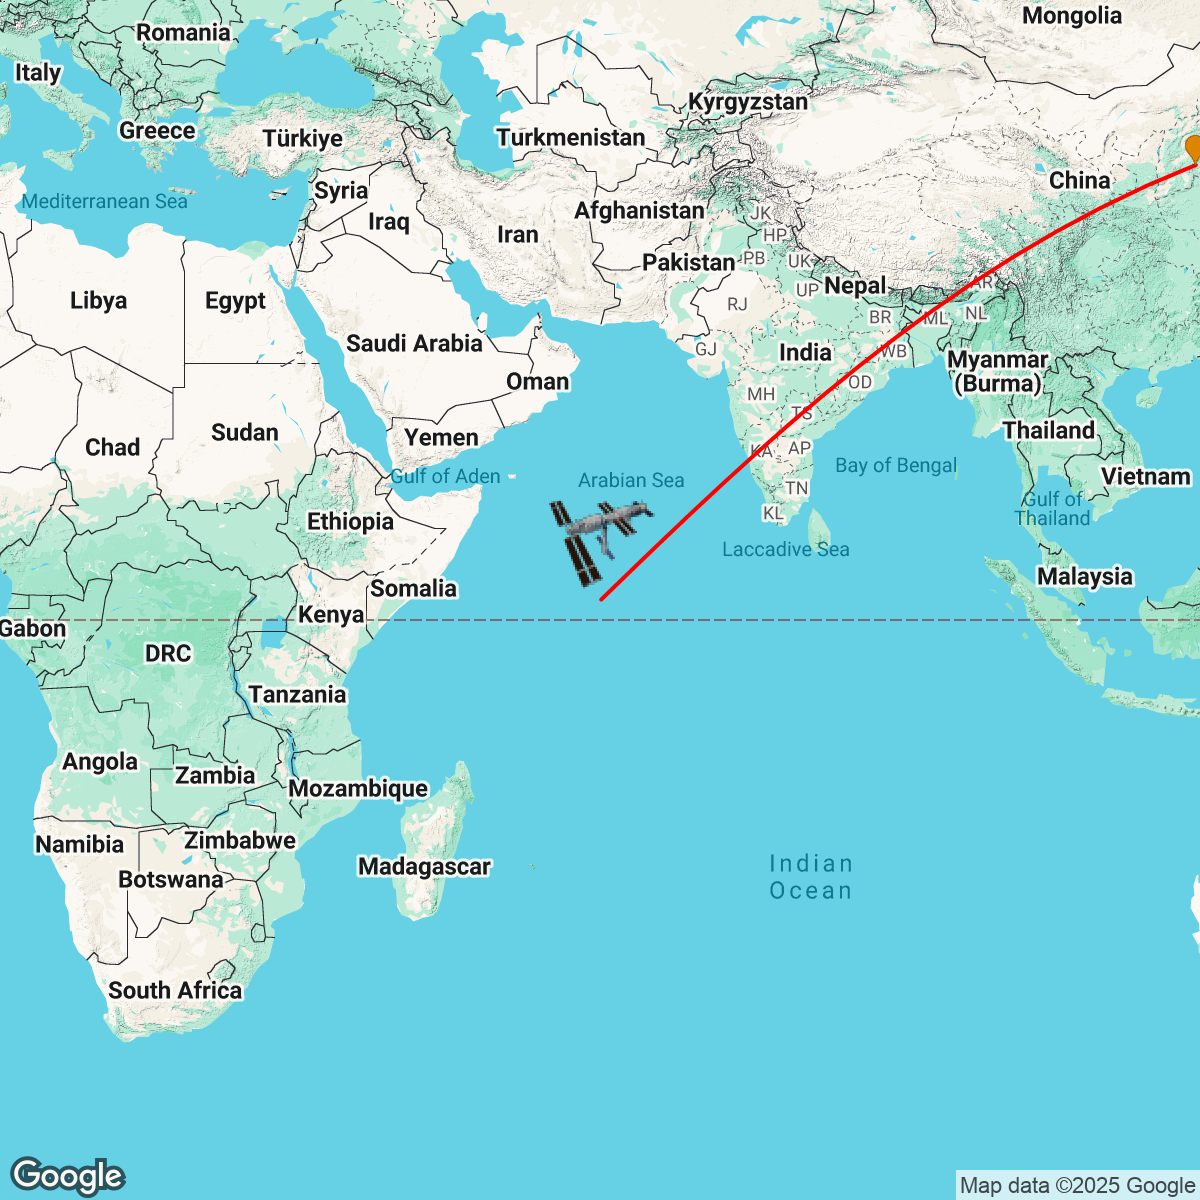 Mongolia
Romania
Italy
Kyrgyzstan
Greece
Türkiye
Turkmenistan
China
Syria
Mediterranean Sea
Afghanistan
JK
Iraq
Iran
HP
Pakistan
PB
UK
Nepal
UP
AR
Libya
Egypt
RJ
BR
ML
NL
Saudi Arabia
GJ
India
WB
Myanmar
(Burma)
Oman
OD
MH
TS
Sudan
Yemen
Thailand
Chad
KA
AP
Gulf of Aden
Arabian Sea
Bay of Bengal
Vietnam
TN
Gulf of
Thailand
Ethiopia
KL
Laccadive Sea
Malaysia
Somalia
Kenya
Gabon
DRC
Tanzania
Angola
Zambia
Mozambique
Namibia
Zimbabwe
Madagascar
Indian
Ocean
Botswana
South Africa
Google
Map data ©2025 Google